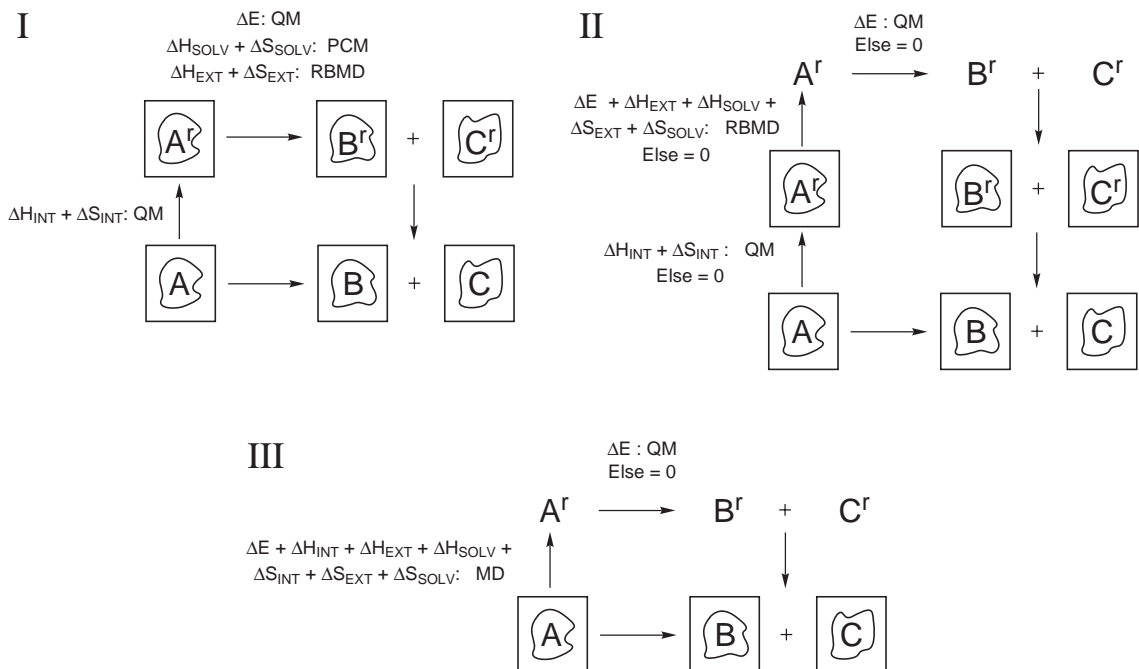 I
ΔE: QM
ΔH_SOLV + ΔS_SOLV: PCM
ΔH_EXT + ΔS_EXT: RBMD
A^r B^r + C^r
ΔH_INT + ΔS_INT: QM
A B + C
II
ΔE : QM
Else = 0
A^r B^r + C^r
ΔE + ΔH_EXT + ΔH_SOLV +
ΔS_EXT + ΔS_SOLV: RBMD
Else = 0
A^r B^r + C^r
ΔH_INT + ΔS_INT : QM
Else = 0
A B + C
III
ΔE : QM
Else = 0
A^r B^r + C^r
ΔE + ΔH_INT + ΔH_EXT + ΔH_SOLV +
ΔS_INT + ΔS_EXT + ΔS_SOLV: MD
A B + C